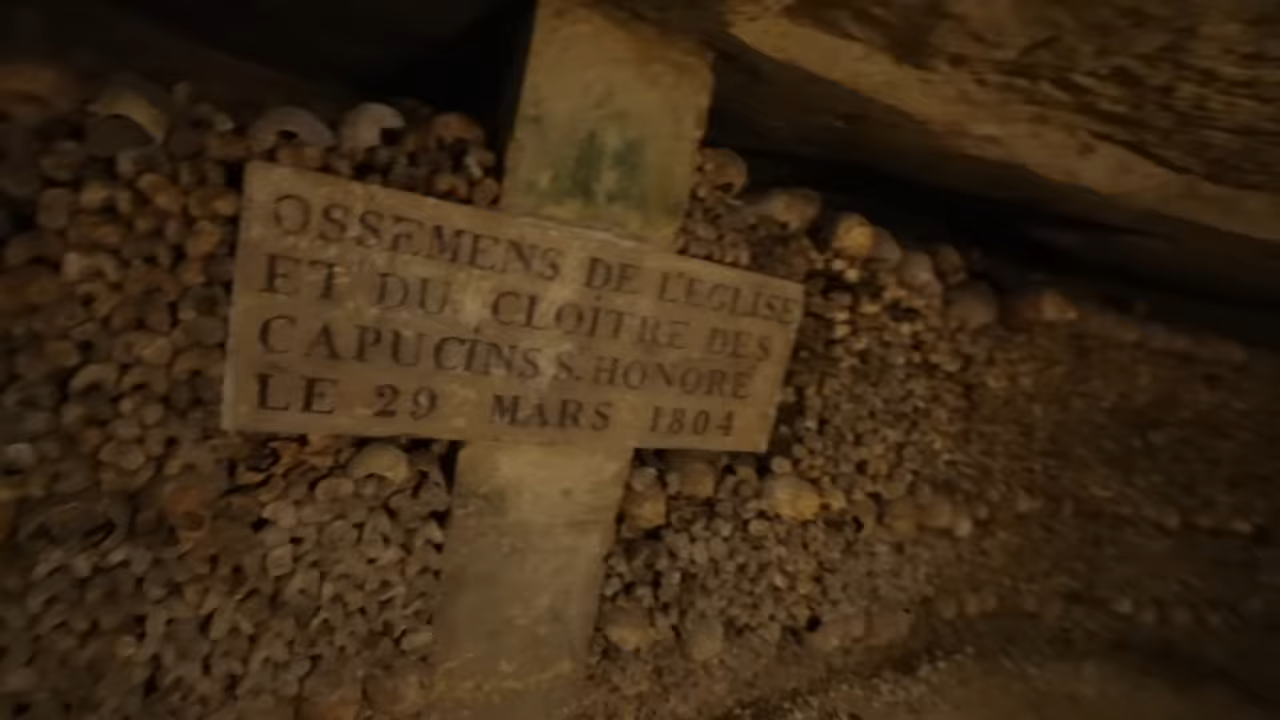 OSSEMENS DE L'EGLISE
ET DU CLOITRE DES
CAPUCINS S. HONORÉ
LE 29 MARS 1804